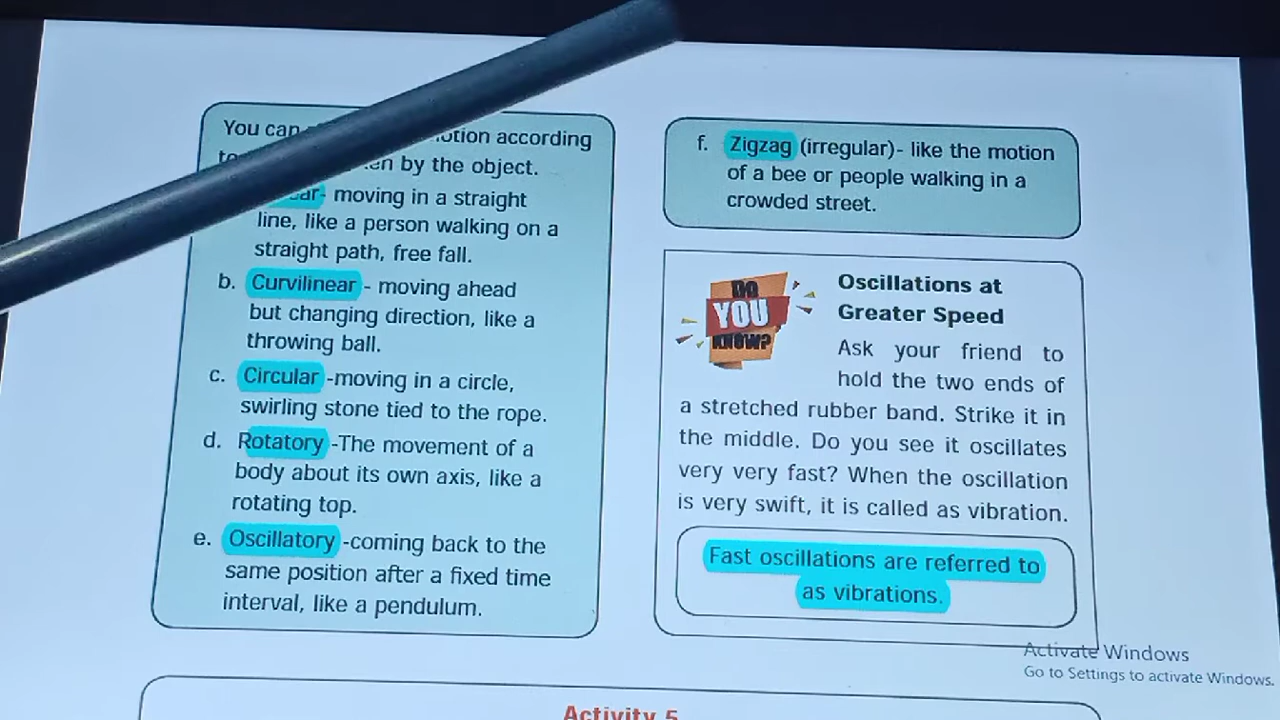 You can
according
by the object.
moving in a straight
line, like a person walking on a
straight path, free fall.
b. Curvilinear - moving ahead
but changing direction, like a
throwing ball.
c. Circular -moving in a circle,
swirling stone tied to the rope.
d. Rotatory -The movement of a
body about its own axis, like a
rotating top.
e. Oscillatory -coming back to the
same position after a fixed time
interval, like a pendulum.
f. Zigzag (irregular)- like the motion
of a bee or people walking in a
crowded street.
DO
YOU
KNOW?
Oscillations at
Greater Speed
Ask your friend to
hold the two ends of
a stretched rubber band. Strike it in
the middle. Do you see it oscillates
very very fast? When the oscillation
is very swift, it is called as vibration.
Fast oscillations are referred to
as vibrations.
Activate Windows
Go to Settings to activate Windows.
Activity 5